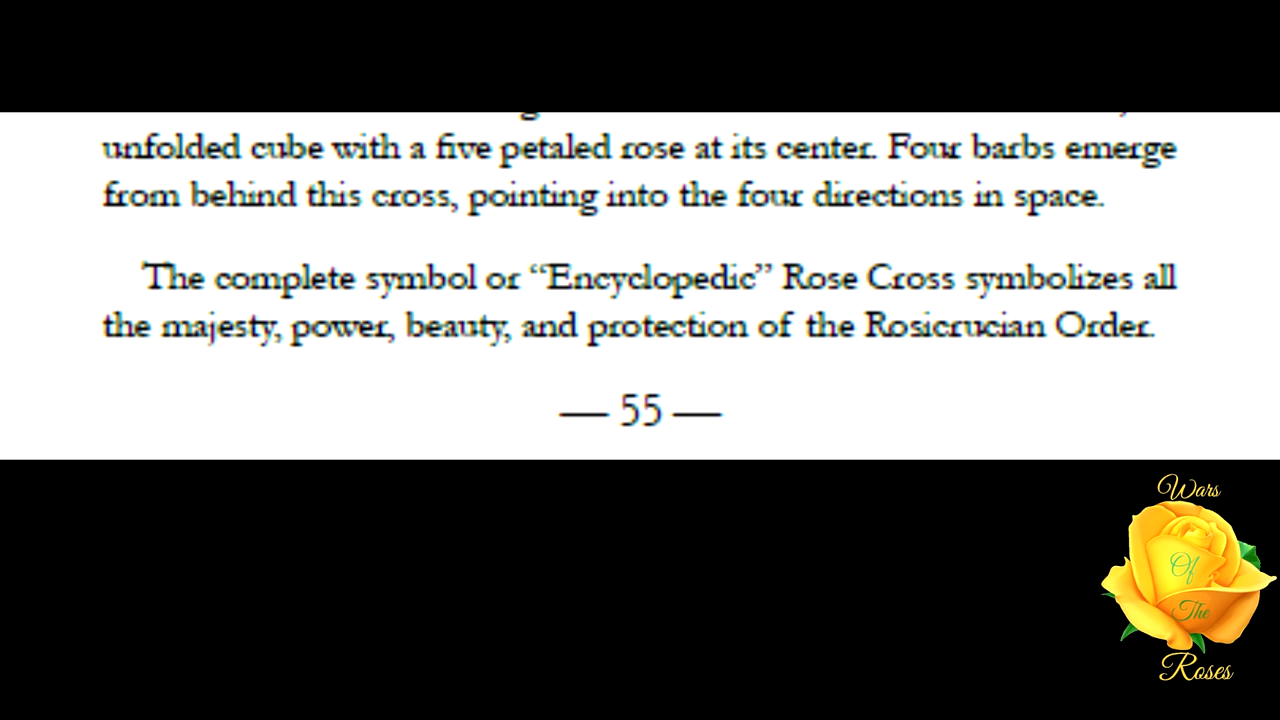 unfolded cube with a five petaled rose at its center. Four barbs emerge
from behind this cross, pointing into the four directions in space.
The complete symbol or “Encyclopedic” Rose Cross symbolizes all
the majesty, power, beauty, and protection of the Rosicrucian Order.
— 55 —
Wars
Of
The
Roses